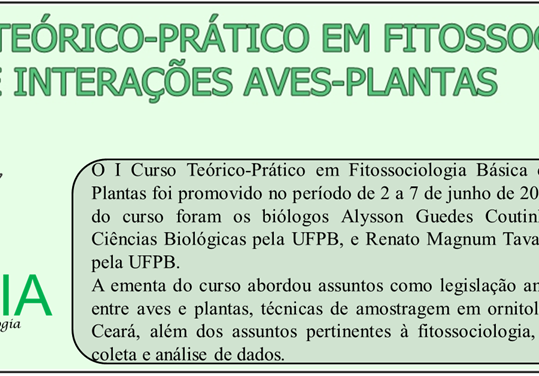 TEÓRICO-PRÁTICO EM FITOSSOC
E INTERAÇÕES AVES-PLANTAS
O I Curso Teórico-Prático em Fitossociologia Básica
Plantas foi promovido no período de 2 a 7 de junho de 20
do curso foram os biólogos Alysson Guedes Coutin
Ciências Biológicas pela UFPB, e Renato Magnum Tava
pela UFPB.
A ementa do curso abordou assuntos como legislação am
entre aves e plantas, técnicas de amostragem em ornitol
Ceará, além dos assuntos pertinentes à fitossociologia,
coleta e análise de dados.
IA
ogia